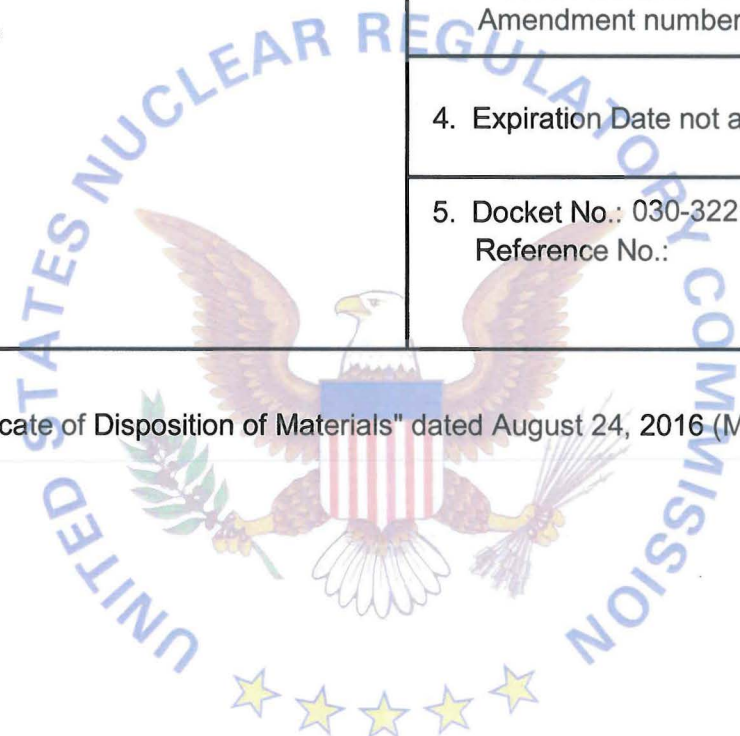 Amendment number
4. Expiration Date not a
5. Docket No.: 030-322
Reference No.:
cate of Disposition of Materials" dated August 24, 2016 (M
UNITED STATES NUCLEAR REGULATORY COMMISSION